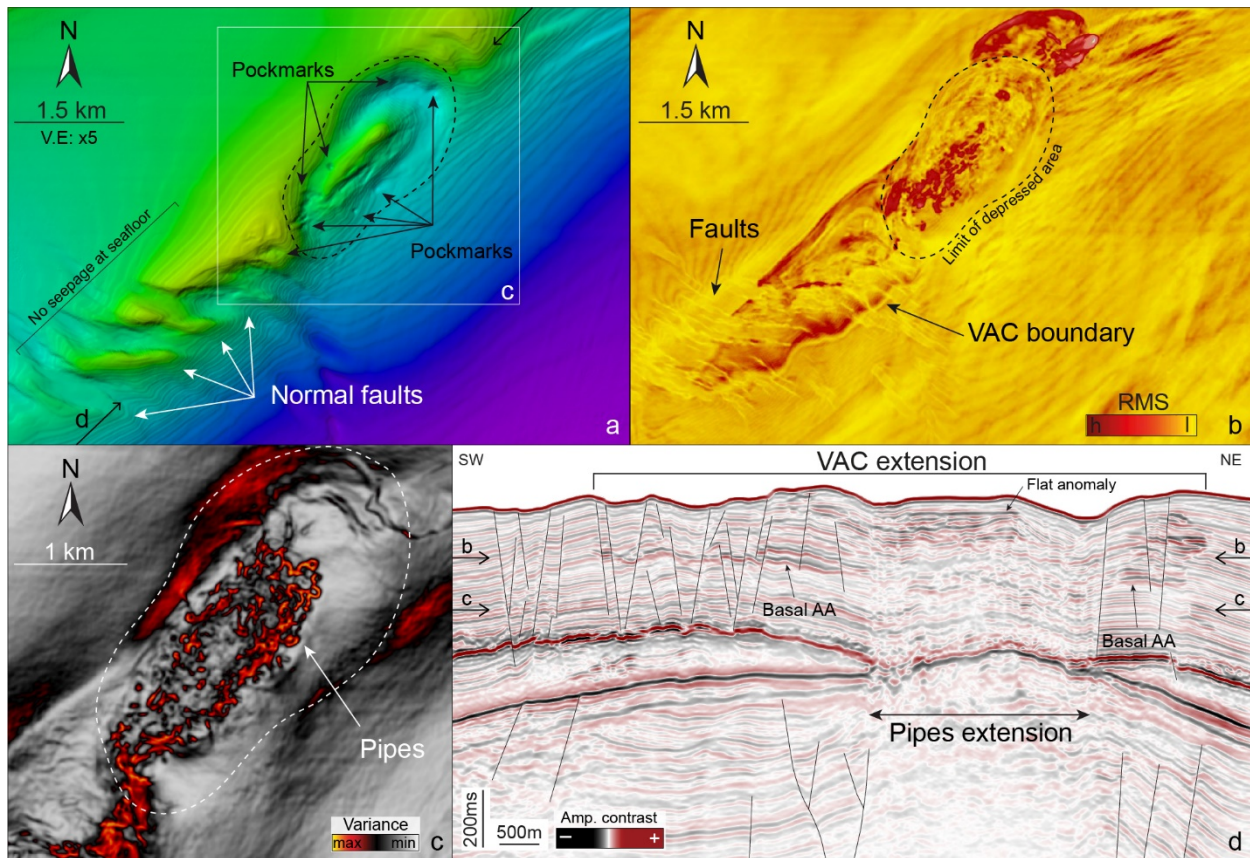 N
1.5 km
V.E: x5
Pockmarks
Pockmarks
No seepage at seafloor
c
Normal faults
d
a
N
1.5 km
Limit of depressed area
Faults
VAC boundary
RMS
h l
b
N
1 km
Pipes
Variance
max min
c
SW NE
VAC extension
Flat anomaly
b b
Basal AA
c c
Basal AA
Pipes extension
200ms
500m
Amp. contrast
– +
d